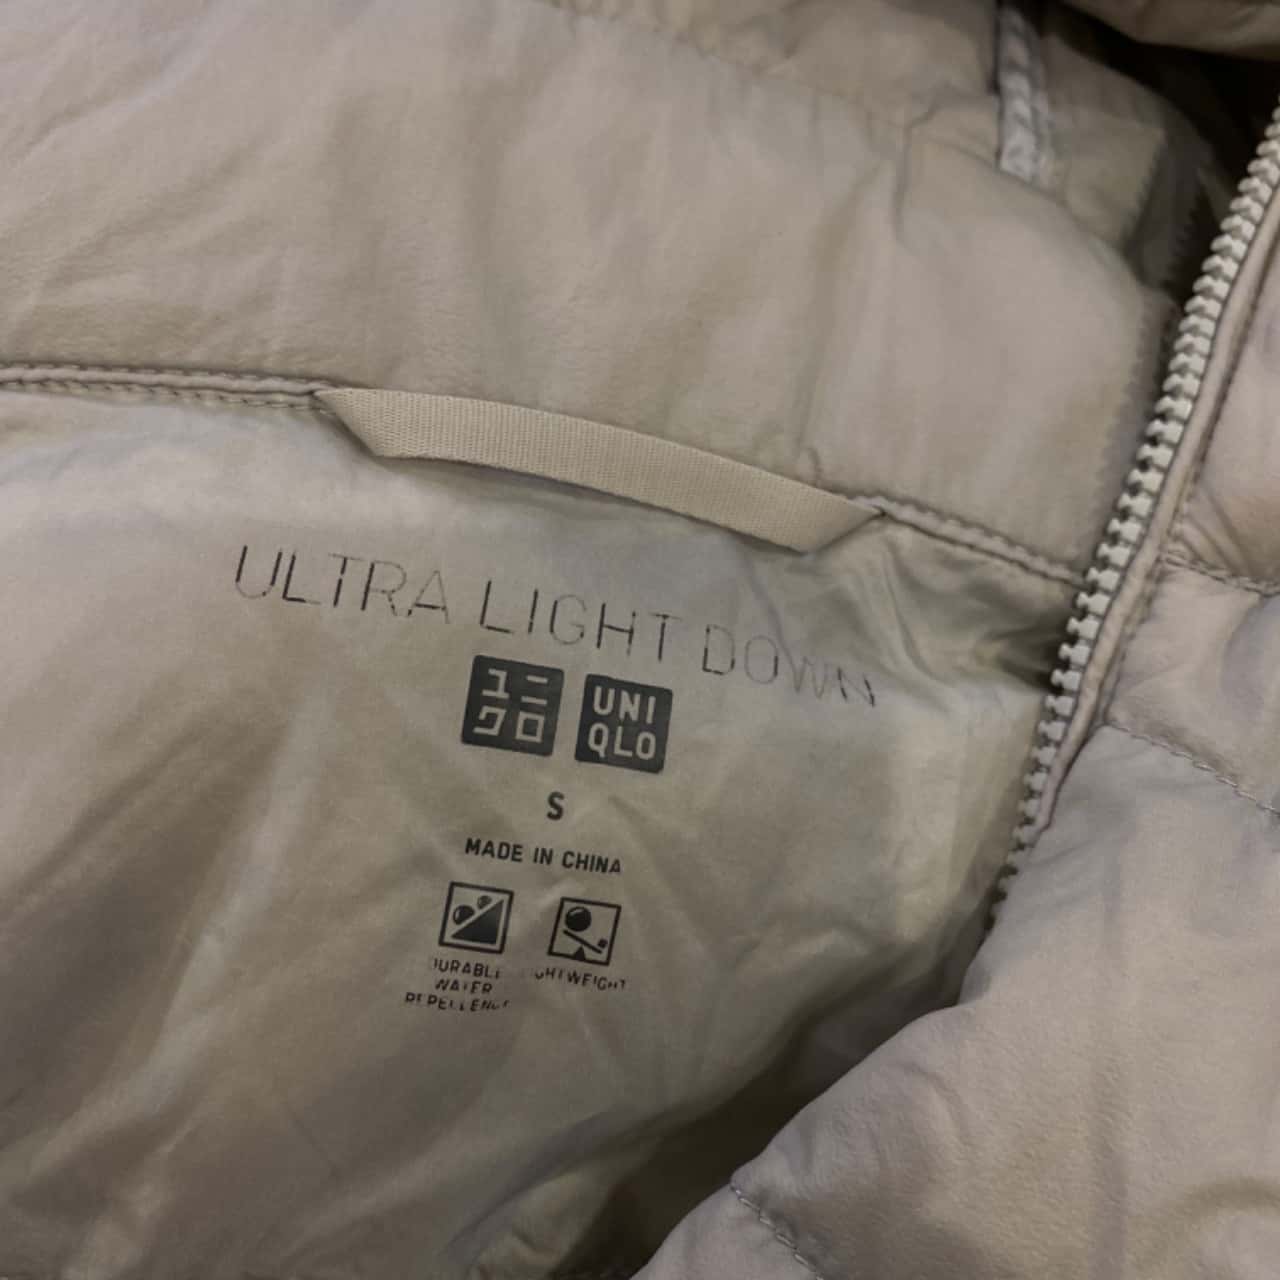 ULTRA LIGHT DOWN
ユニ
クロ
UNI
QLO
S
MADE IN CHINA
DURABLE
WATER
REPELLENCY
LIGHTWEIGHT